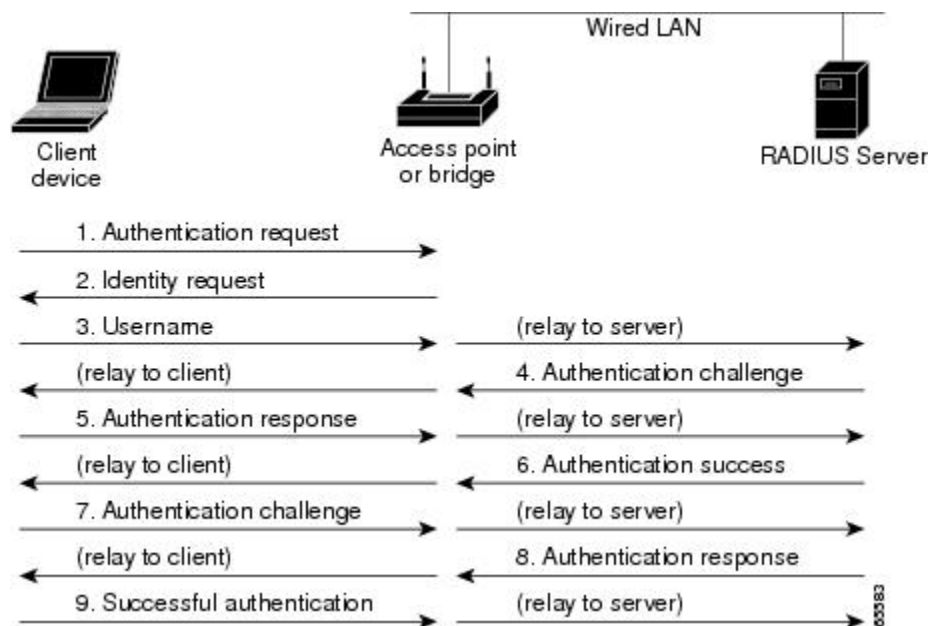 Wired LAN
Client
device
Access point
or bridge
RADIUS Server
1. Authentication request
2. Identity request
3. Username
(relay to server)
(relay to client)
4. Authentication challenge
5. Authentication response
(relay to server)
(relay to client)
6. Authentication success
7. Authentication challenge
(relay to server)
(relay to client)
8. Authentication response
9. Successful authentication
(relay to server)
65583